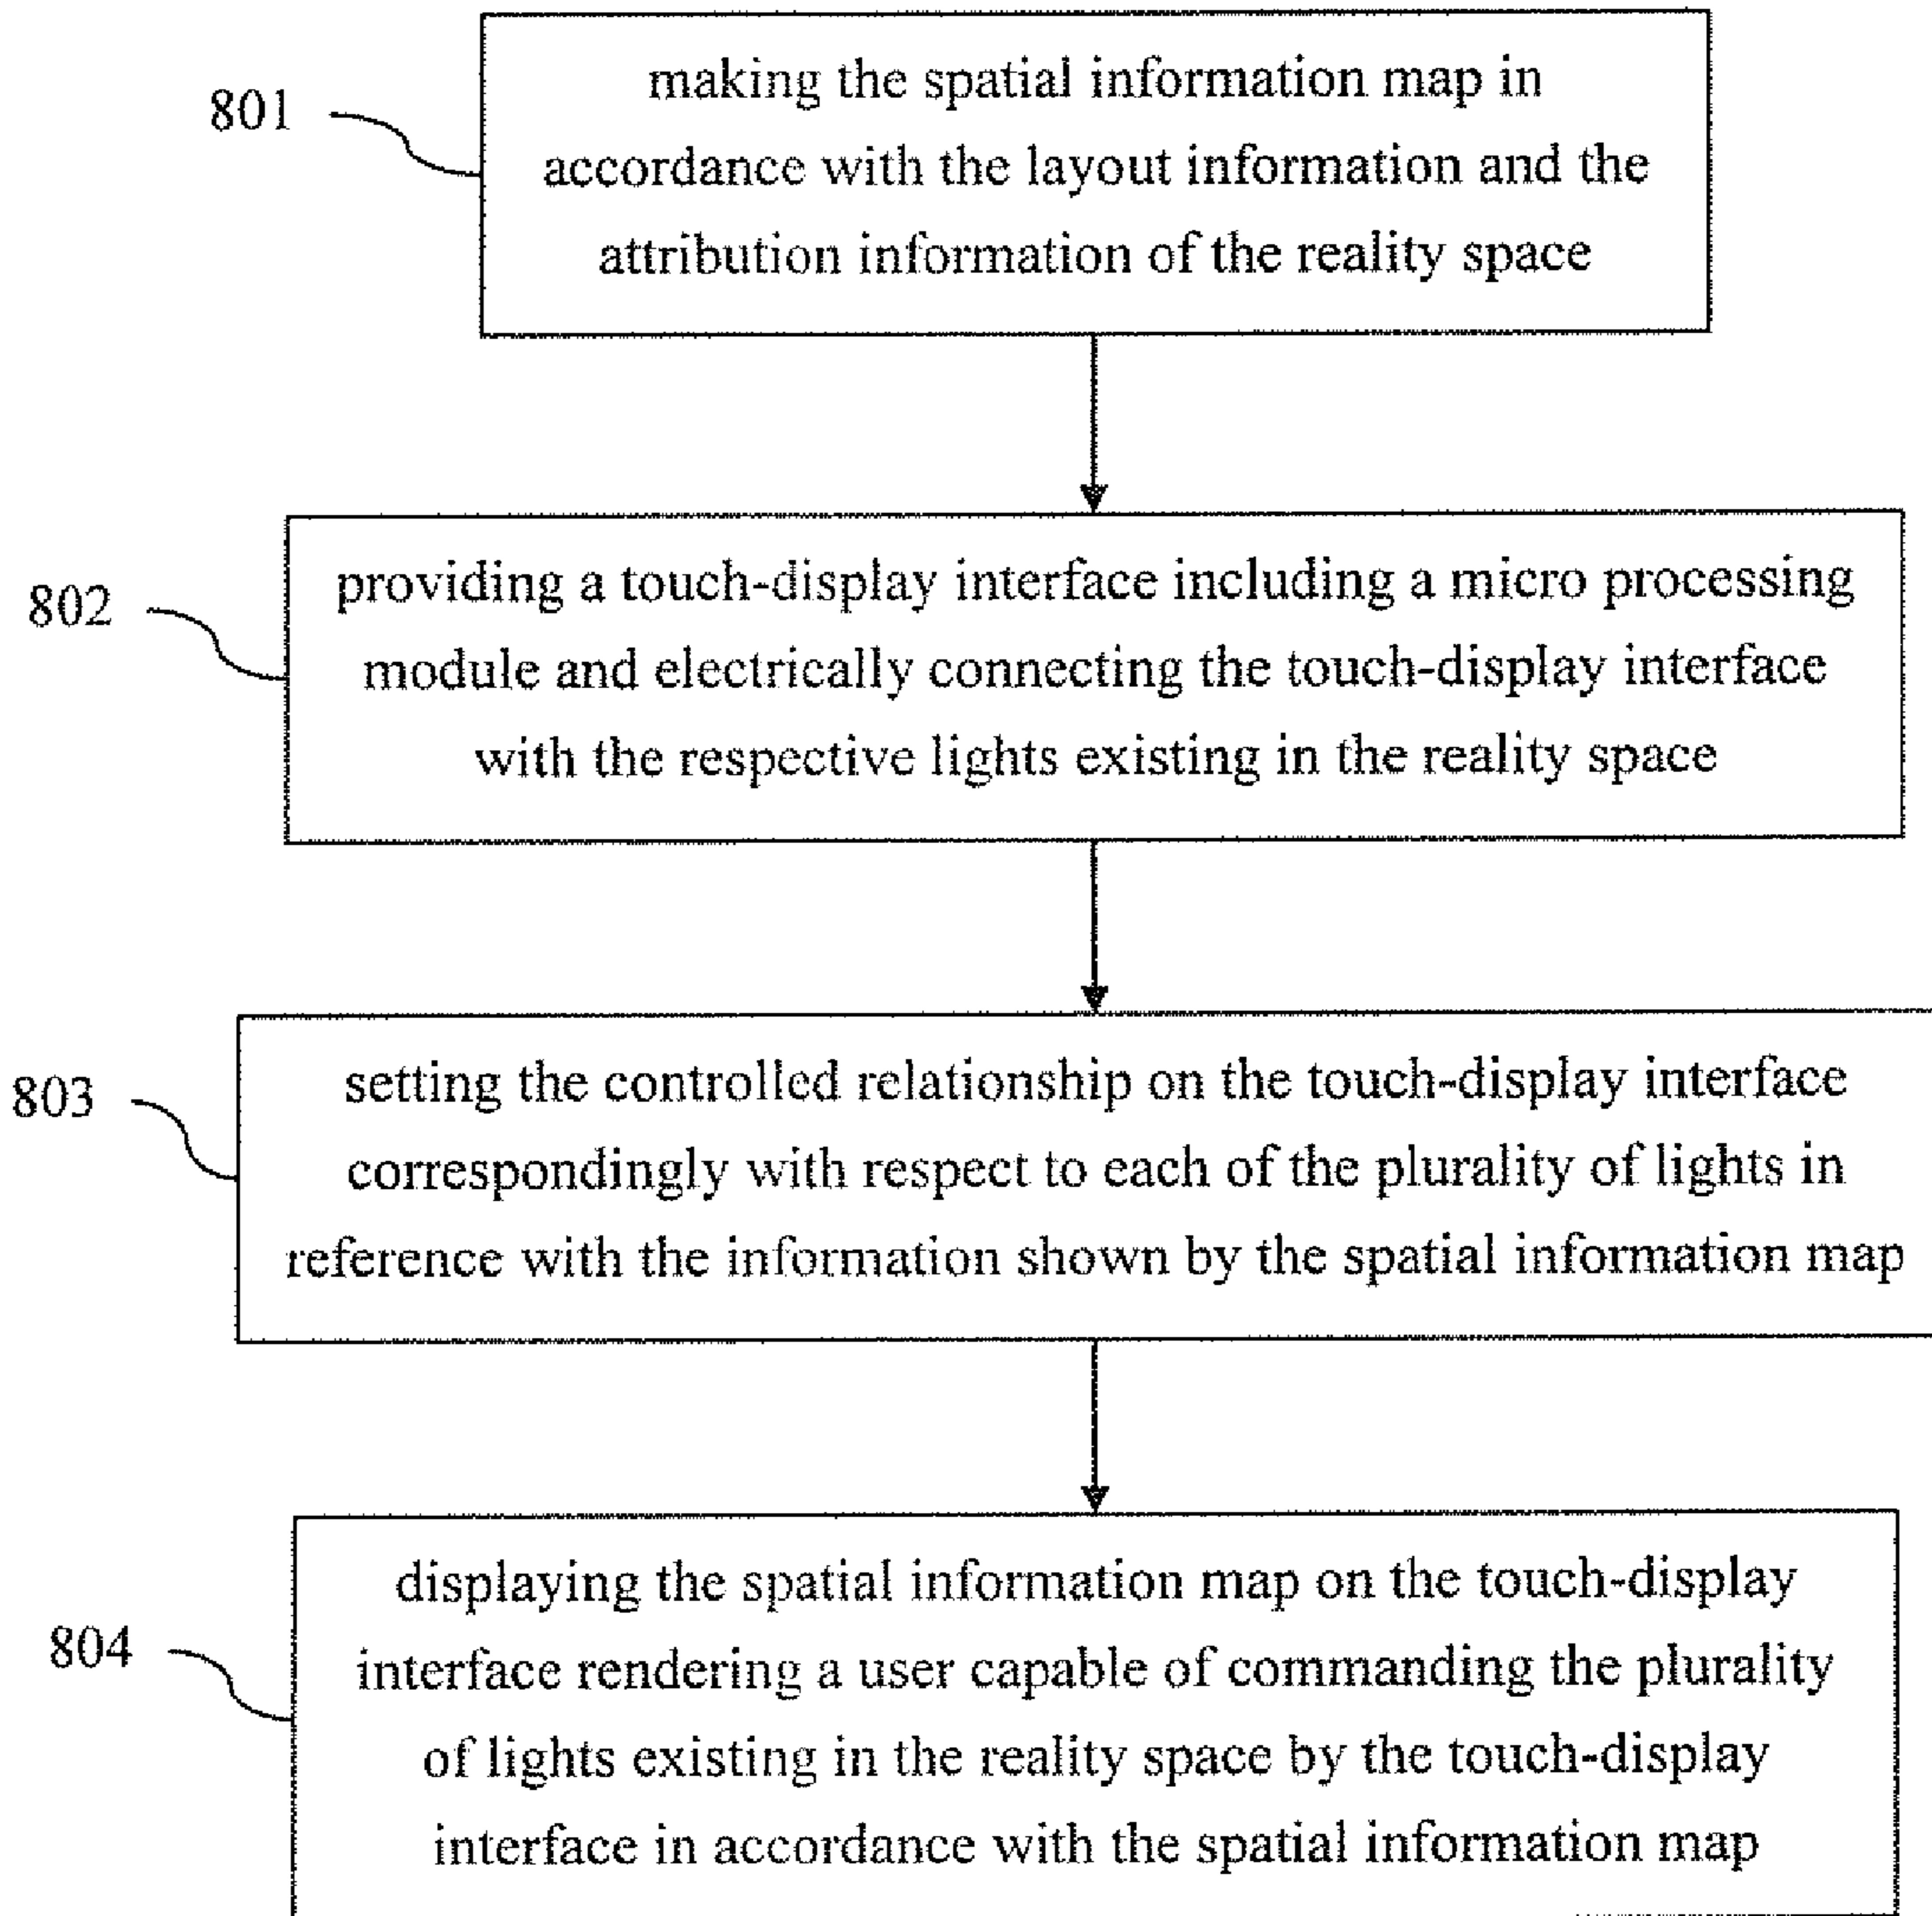 801
making the spatial information map in
accordance with the layout information and the
attribution information of the reality space
802
providing a touch-display interface including a micro processing
module and electrically connecting the touch-display interface
with the respective lights existing in the reality space
803
setting the controlled relationship on the touch-display interface
correspondingly with respect to each of the plurality of lights in
reference with the information shown by the spatial information map
804
displaying the spatial information map on the touch-display
interface rendering a user capable of commanding the plurality
of lights existing in the reality space by the touch-display
interface in accordance with the spatial information map